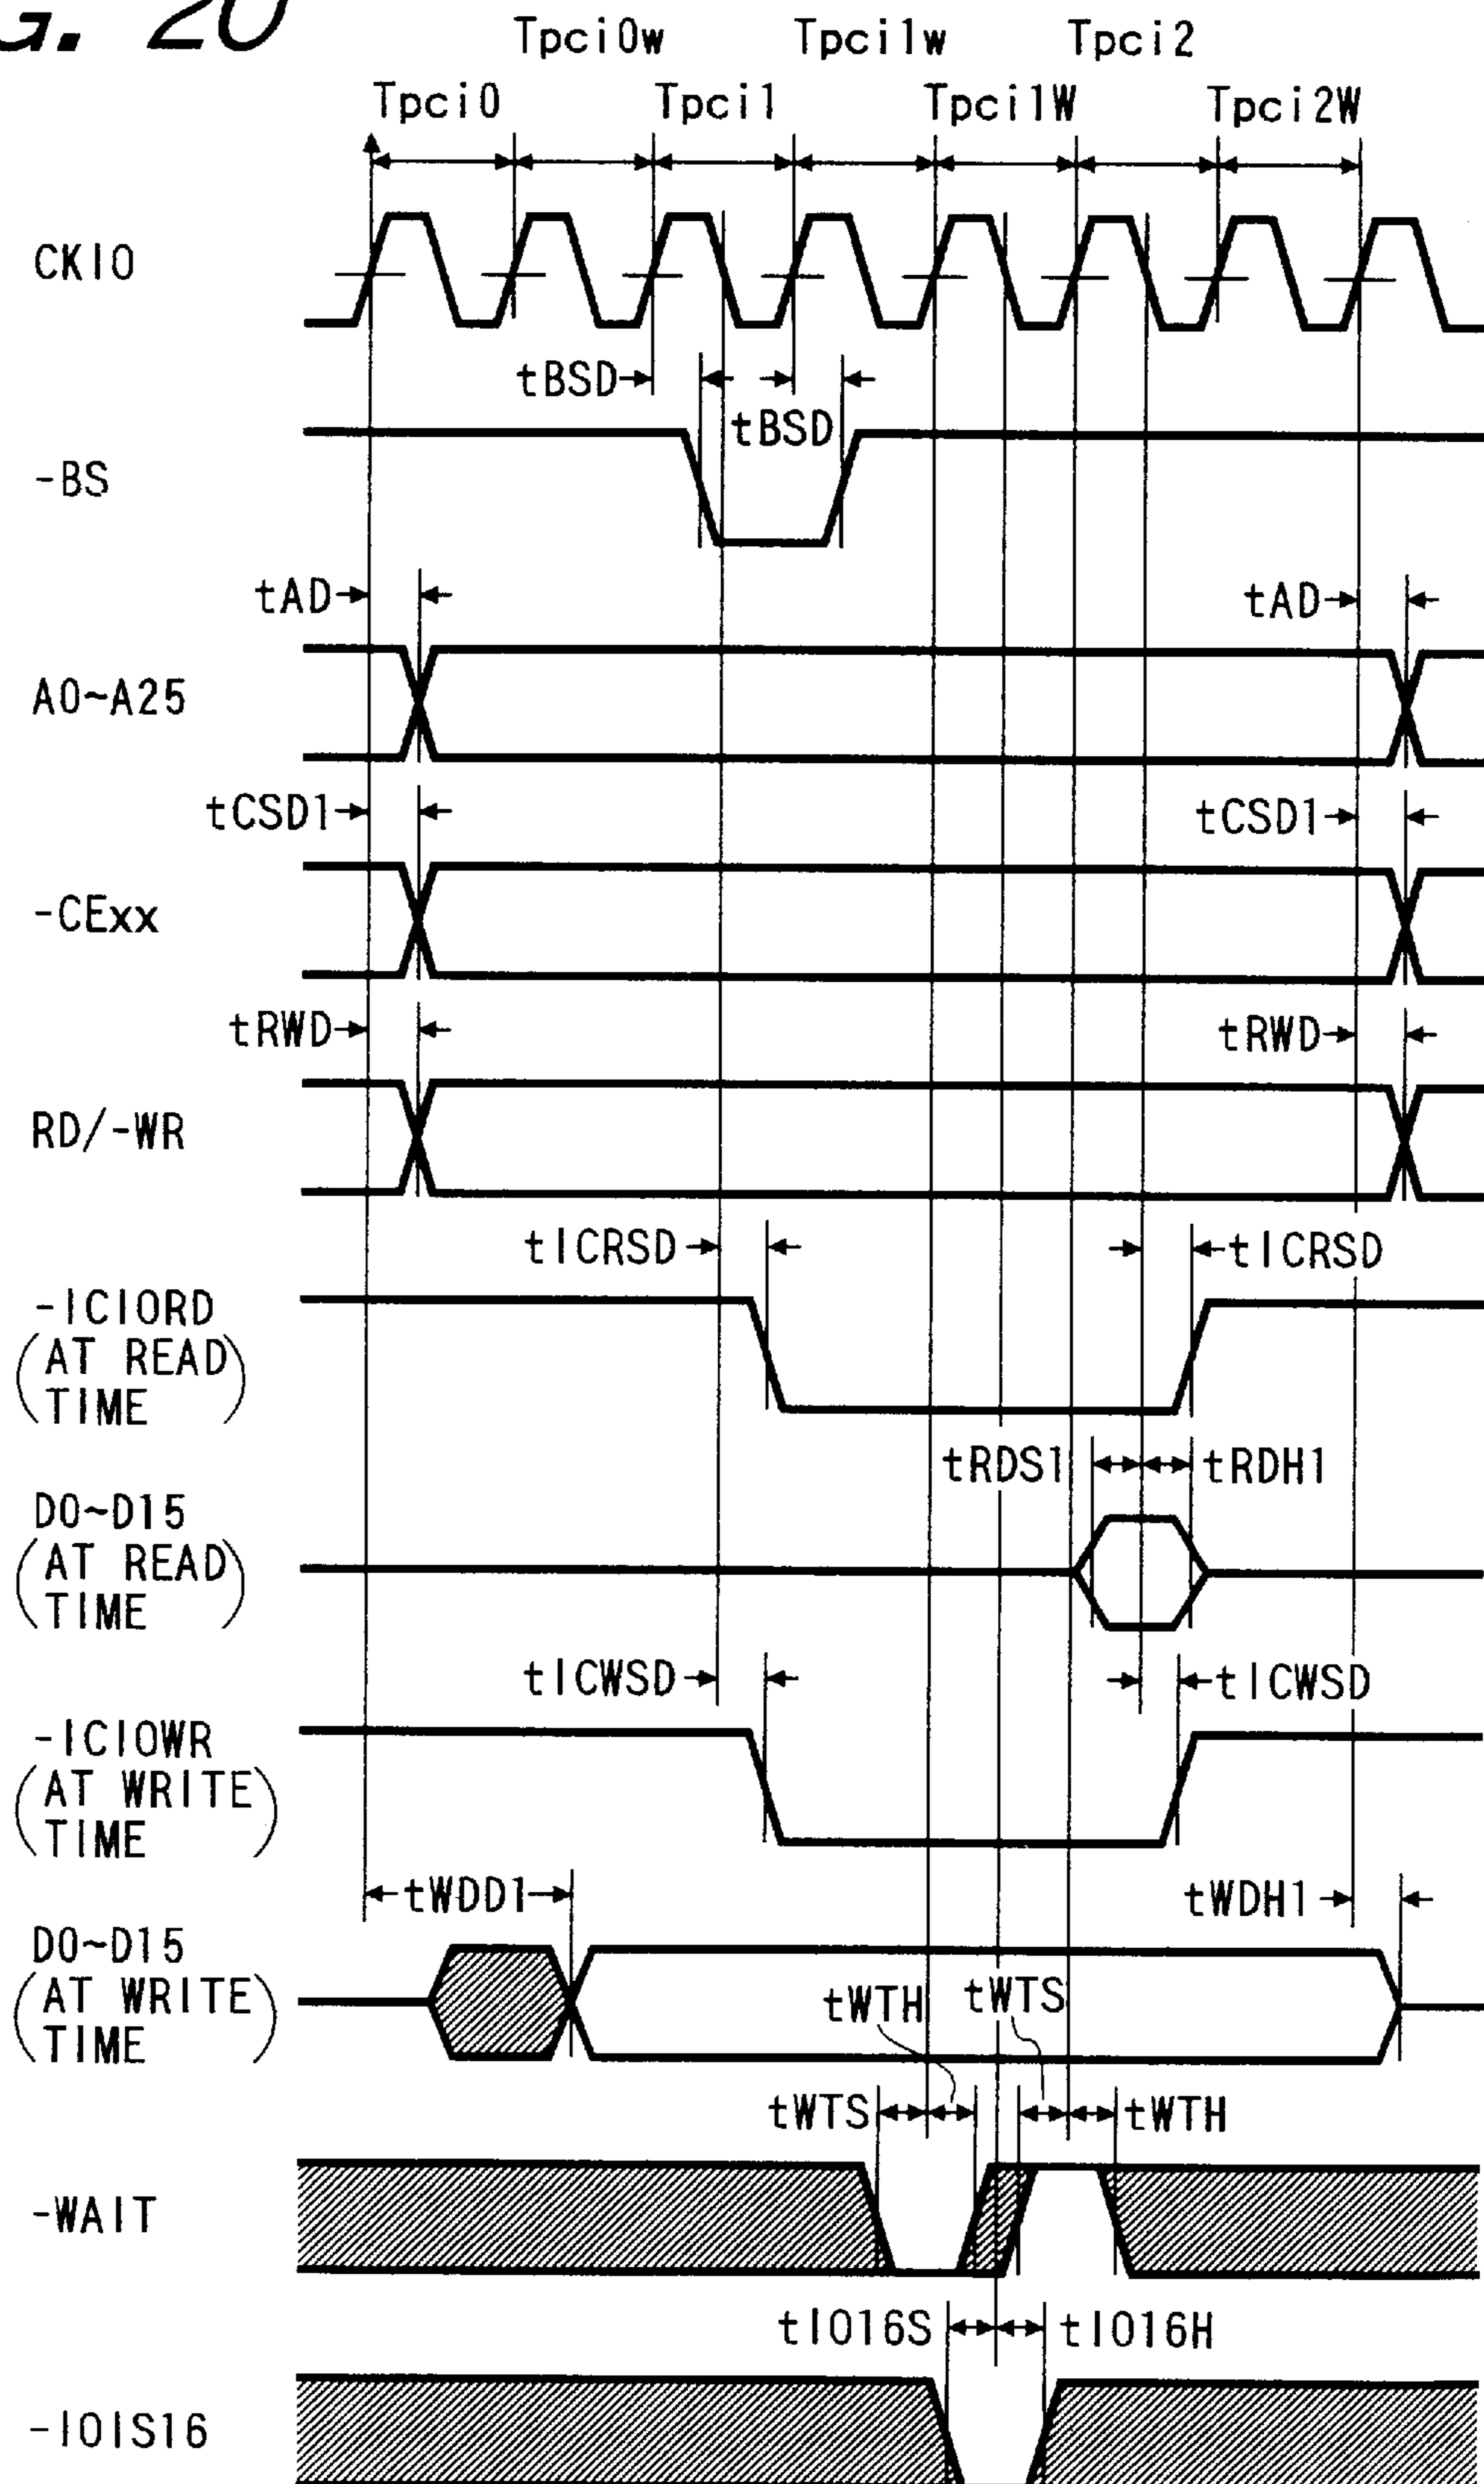 G. 20
Tpci0w Tpci1w Tpci2
Tpci0 Tpci1 Tpci1W Tpci2W
CKIO
tBSD
tBSD
-BS
tAD tAD
A0~A25
tCSD1 tCSD1
-CExx
tRWD tRWD
RD/-WR
tICRSD tICRSD
-ICIORD
(AT READ
TIME)
tRDS1 tRDH1
D0~D15
(AT READ
TIME)
tICWSD tICWSD
-ICIOWR
(AT WRITE
TIME)
tWDD1 tWDH1
D0~D15
(AT WRITE
TIME)
tWTH tWTS
tWTS tWTH
-WAIT
tIO16S tIO16H
-IOIS16